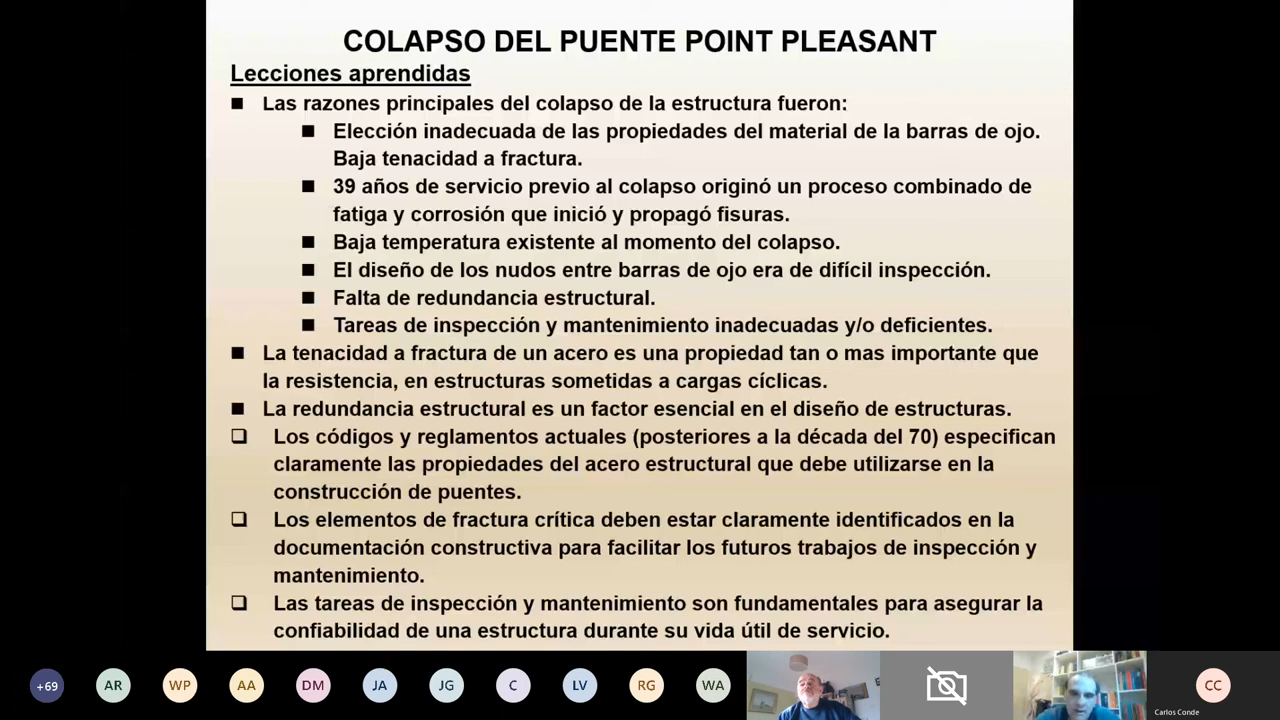 COLAPSO DEL PUENTE POINT PLEASANT
Lecciones aprendidas
Las razones principales del colapso de la estructura fueron:
Elección inadecuada de las propiedades del material de la barras de ojo.
Baja tenacidad a fractura.
39 años de servicio previo al colapso originó un proceso combinado de
fatiga y corrosión que inició y propagó fisuras.
Baja temperatura existente al momento del colapso.
El diseño de los nudos entre barras de ojo era de difícil inspección.
Falta de redundancia estructural.
Tareas de inspección y mantenimiento inadecuadas y/o deficientes.
La tenacidad a fractura de un acero es una propiedad tan o mas importante que
la resistencia, en estructuras sometidas a cargas cíclicas.
La redundancia estructural es un factor esencial en el diseño de estructuras.
Los códigos y reglamentos actuales (posteriores a la década del 70) especifican
claramente las propiedades del acero estructural que debe utilizarse en la
construcción de puentes.
Los elementos de fractura crítica deben estar claramente identificados en la
documentación constructiva para facilitar los futuros trabajos de inspección y
mantenimiento.
Las tareas de inspección y mantenimiento son fundamentales para asegurar la
confiabilidad de una estructura durante su vida útil de servicio.
+69 AR WP AA DM JA JG C LV RG WA CC
Carlos Conde